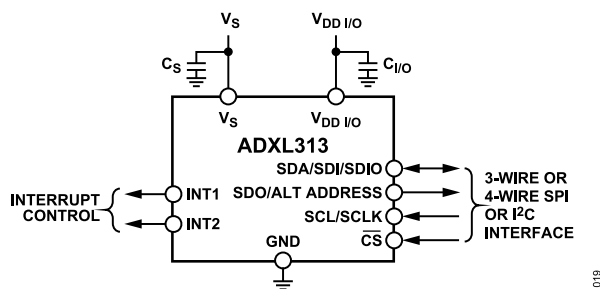 VS
VDD I/O
CS
CI/O
VS
VDD I/O
ADXL313
SDA/SDI/SDIO
SDO/ALT ADDRESS
SCL/SCLK
CS
INT1
INT2
GND
INTERRUPT
CONTROL
3-WIRE OR
4-WIRE SPI
OR I2C
INTERFACE
019